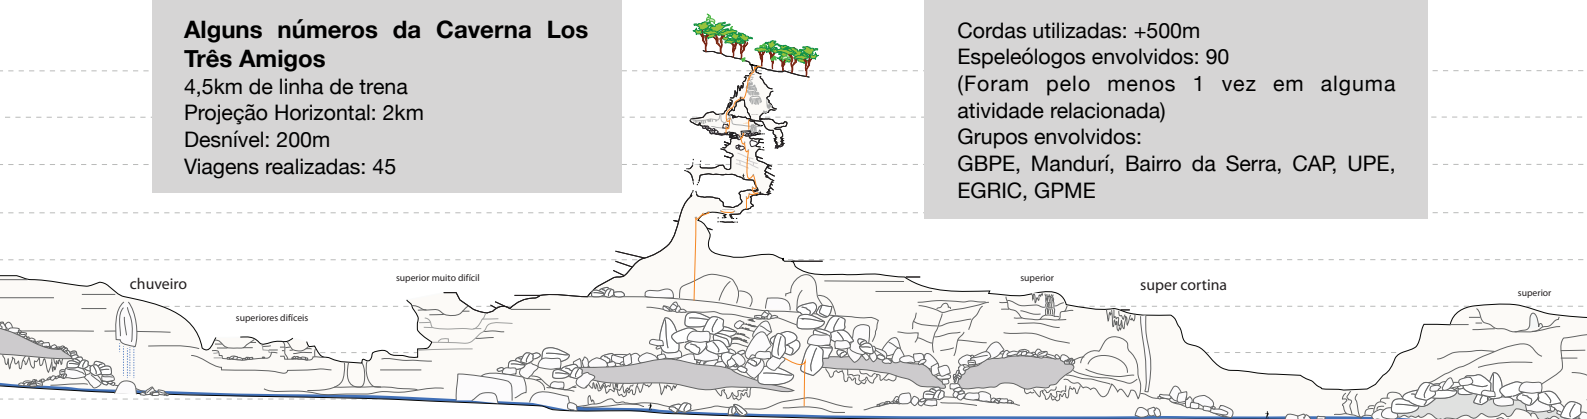 Alguns números da Caverna Los
Três Amigos
4,5km de linha de trena
Projeção Horizontal: 2km
Desnível: 200m
Viagens realizadas: 45
Cordas utilizadas: +500m
Espeleólogos envolvidos: 90
(Foram pelo menos 1 vez em alguma
atividade relacionada)
Grupos envolvidos:
GBPE, Mandurí, Bairro da Serra, CAP, UPE,
EGRIC, GPME
chuveiro
superiores difíceis
superior muito difícil
superior
super cortina
superior